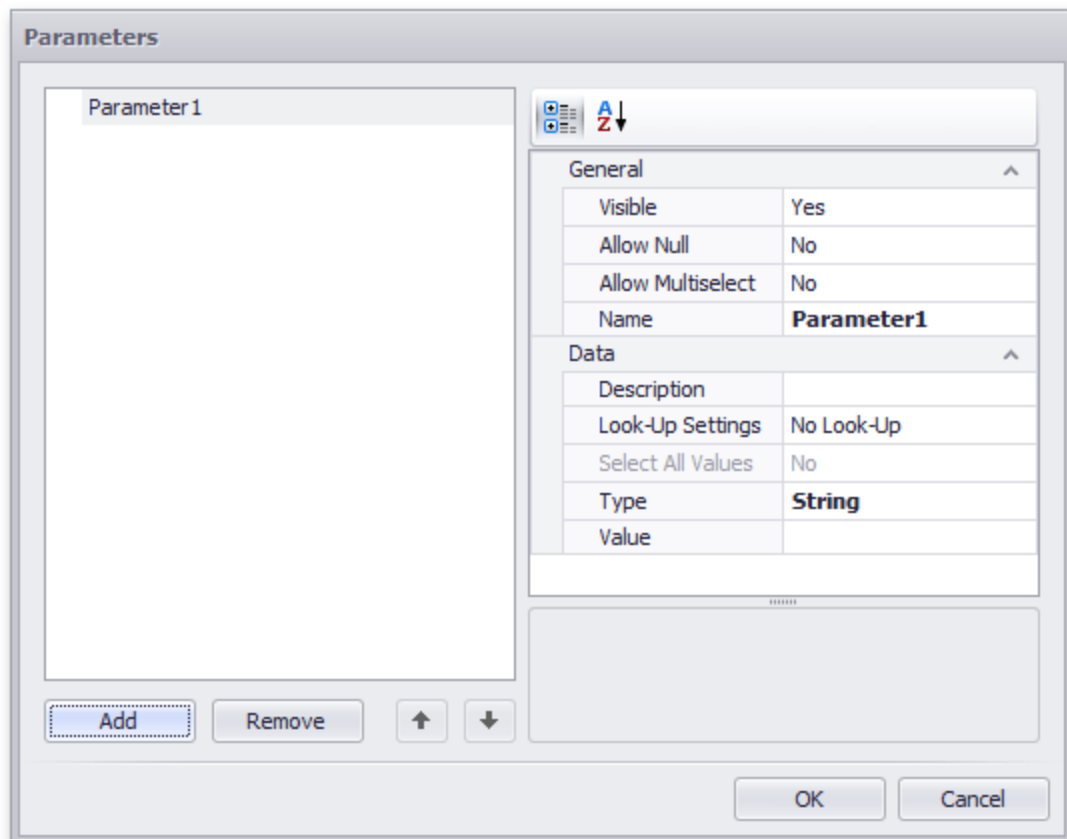 Parameters
Parameter1
A
Z
General
Visible Yes
Allow Null No
Allow Multiselect No
Name Parameter1
Data
Description
Look-Up Settings No Look-Up
Select All Values No
Type String
Value
Add Remove
OK Cancel